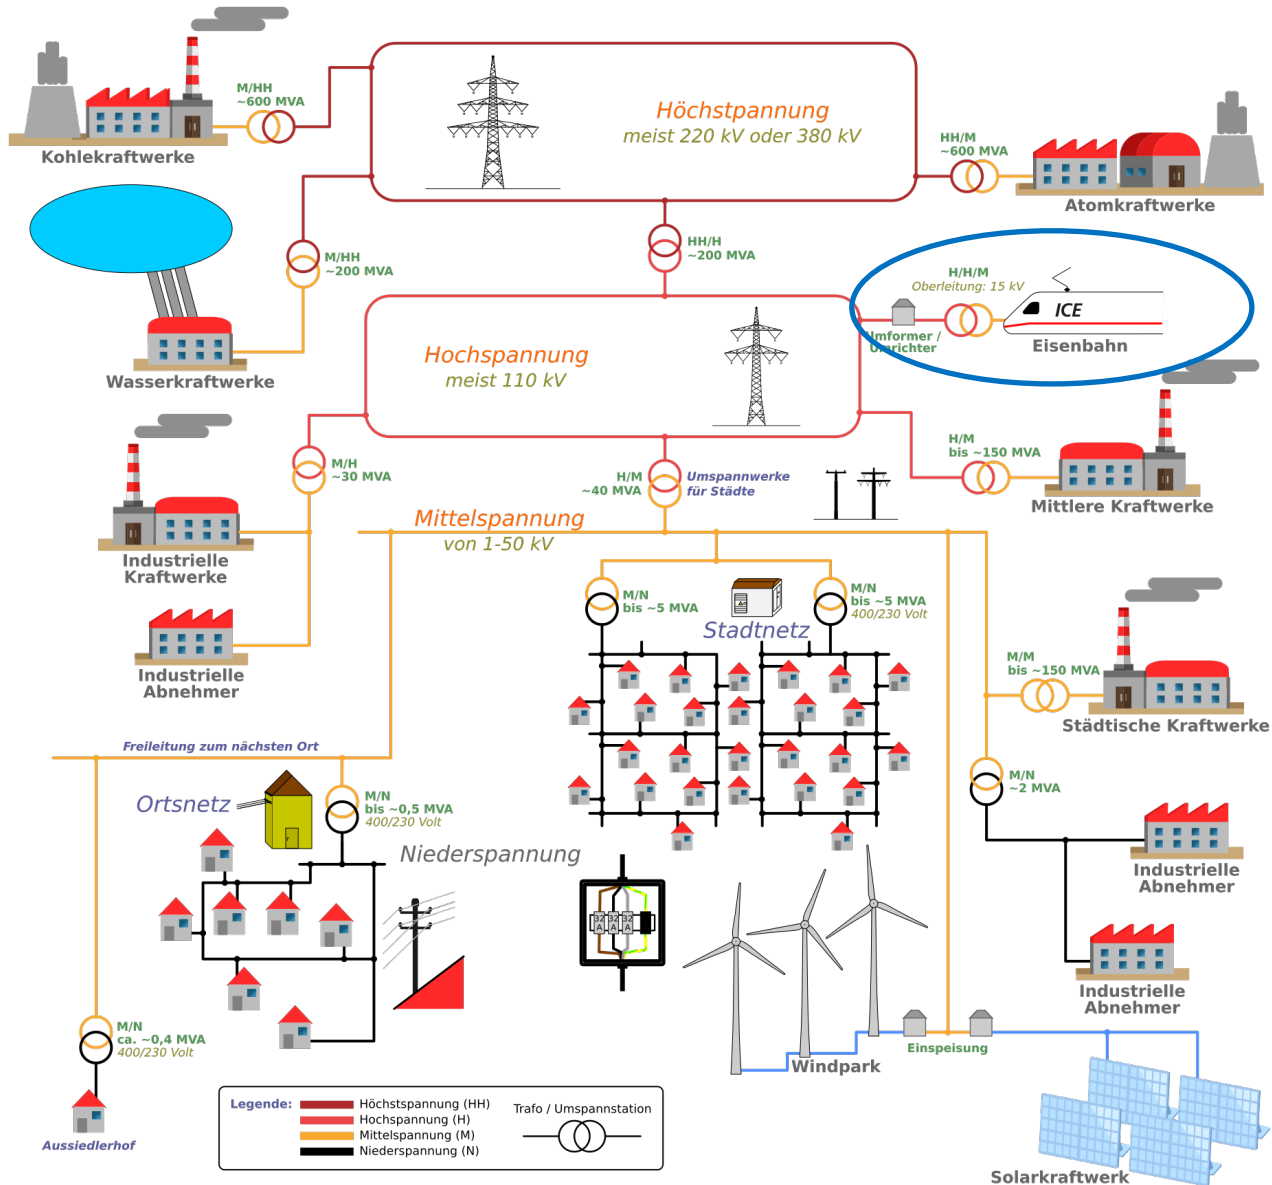 M/HH
~600 MVA
Kohlekraftwerke
Höchstpannung
meist 220 kV oder 380 kV
HH/M
~600 MVA
Atomkraftwerke
M/HH
~200 MVA
Wasserkraftwerke
HH/H
~200 MVA
H/H/M
Oberleitung: 15 kV
ICE
Umformer /
Umrichter
Eisenbahn
Hochspannung
meist 110 kV
M/H
~30 MVA
Industrielle
Kraftwerke
Industrielle
Abnehmer
H/M
~40 MVA
Umspannwerke
für Städte
H/M
bis ~150 MVA
Mittlere Kraftwerke
Mittelspannung
von 1-50 kV
M/N
bis ~5 MVA
M/N
bis ~5 MVA
400/230 Volt
Stadtnetz
M/M
bis ~150 MVA
Städtische Kraftwerke
Freileitung zum nächsten Ort
Ortsnetz
M/N
bis ~0,5 MVA
400/230 Volt
Niederspannung
M/N
~2 MVA
Industrielle
Abnehmer
Industrielle
Abnehmer
32 32
A A
M/N
ca. ~0,4 MVA
400/230 Volt
Aussiedlerhof
Einspeisung
Windpark
Solarkraftwerk
Legende:
Höchstspannung (HH)
Hochspannung (H)
Mittelspannung (M)
Niederspannung (N)
Trafo / Umspannstation